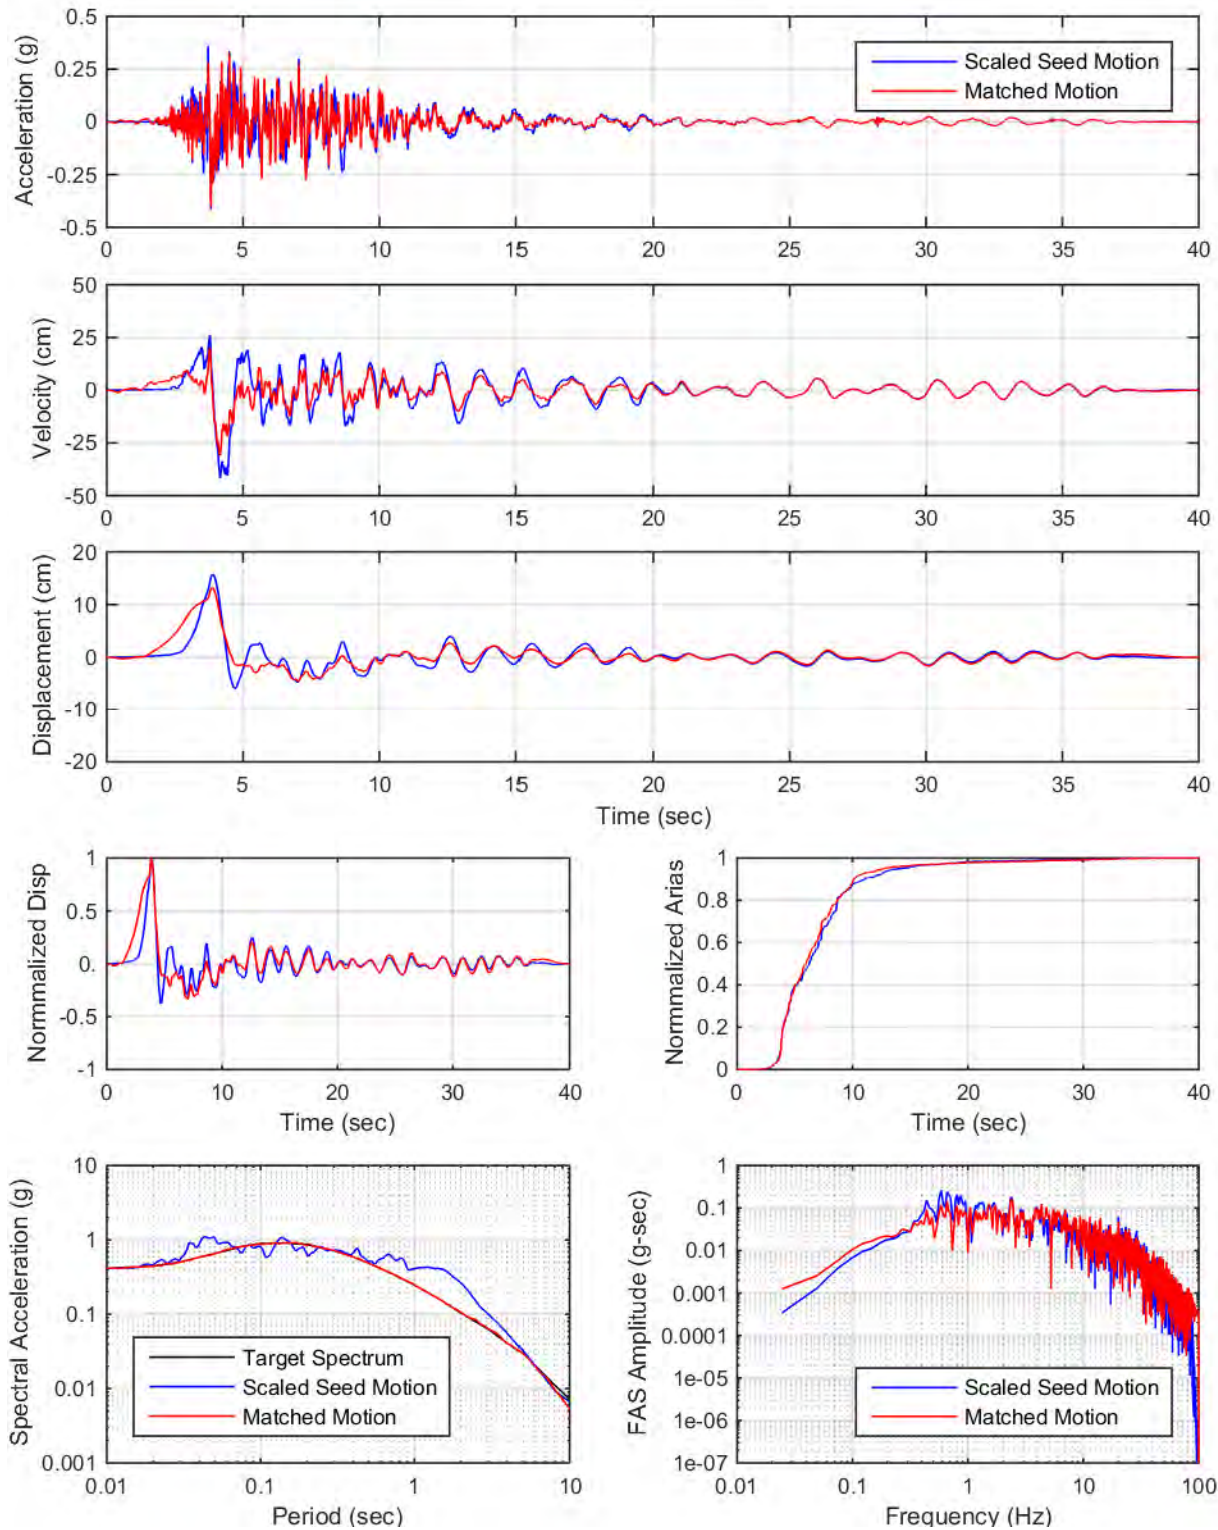 0.5
0.25
0
-0.25
-0.5
Acceleration (g)
Scaled Seed Motion
Matched Motion
0 5 10 15 20 25 30 35 40
50
25
0
-25
-50
Velocity (cm)
0 5 10 15 20 25 30 35 40
20
10
0
-10
-20
Displacement (cm)
0 5 10 15 20 25 30 35 40
Time (sec)
1
0.5
0
-0.5
-1
Normmalized Disp
0 10 20 30 40
Time (sec)
1
0.8
0.6
0.4
0.2
0
Normmalized Arias
0 10 20 30 40
Time (sec)
10
1
0.1
0.01
0.001
Spectral Acceleration (g)
Target Spectrum
Scaled Seed Motion
Matched Motion
0.01 0.1 1 10
Period (sec)
1
0.1
0.01
0.001
0.0001
1e-05
1e-06
1e-07
FAS Amplitude (g-sec)
Scaled Seed Motion
Matched Motion
0.01 0.1 1 10 100
Frequency (Hz)